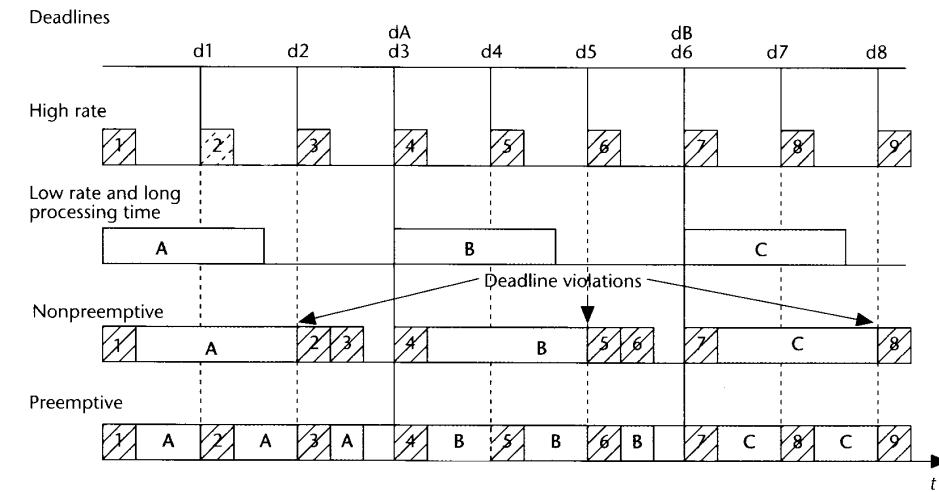 Deadlines
dA dB
d1 d2 d3 d4 d5 d6 d7 d8
High rate
1 2 3 4 5 6 7 8 9
Low rate and long
processing time
A B C
Deadline violations
Nonpreemptive
1 A 2 3 4 B 5 6 7 C 8
Preemptive
1 A 2 A 3 A 4 B 5 B 6 B 7 C 8 C 9
t